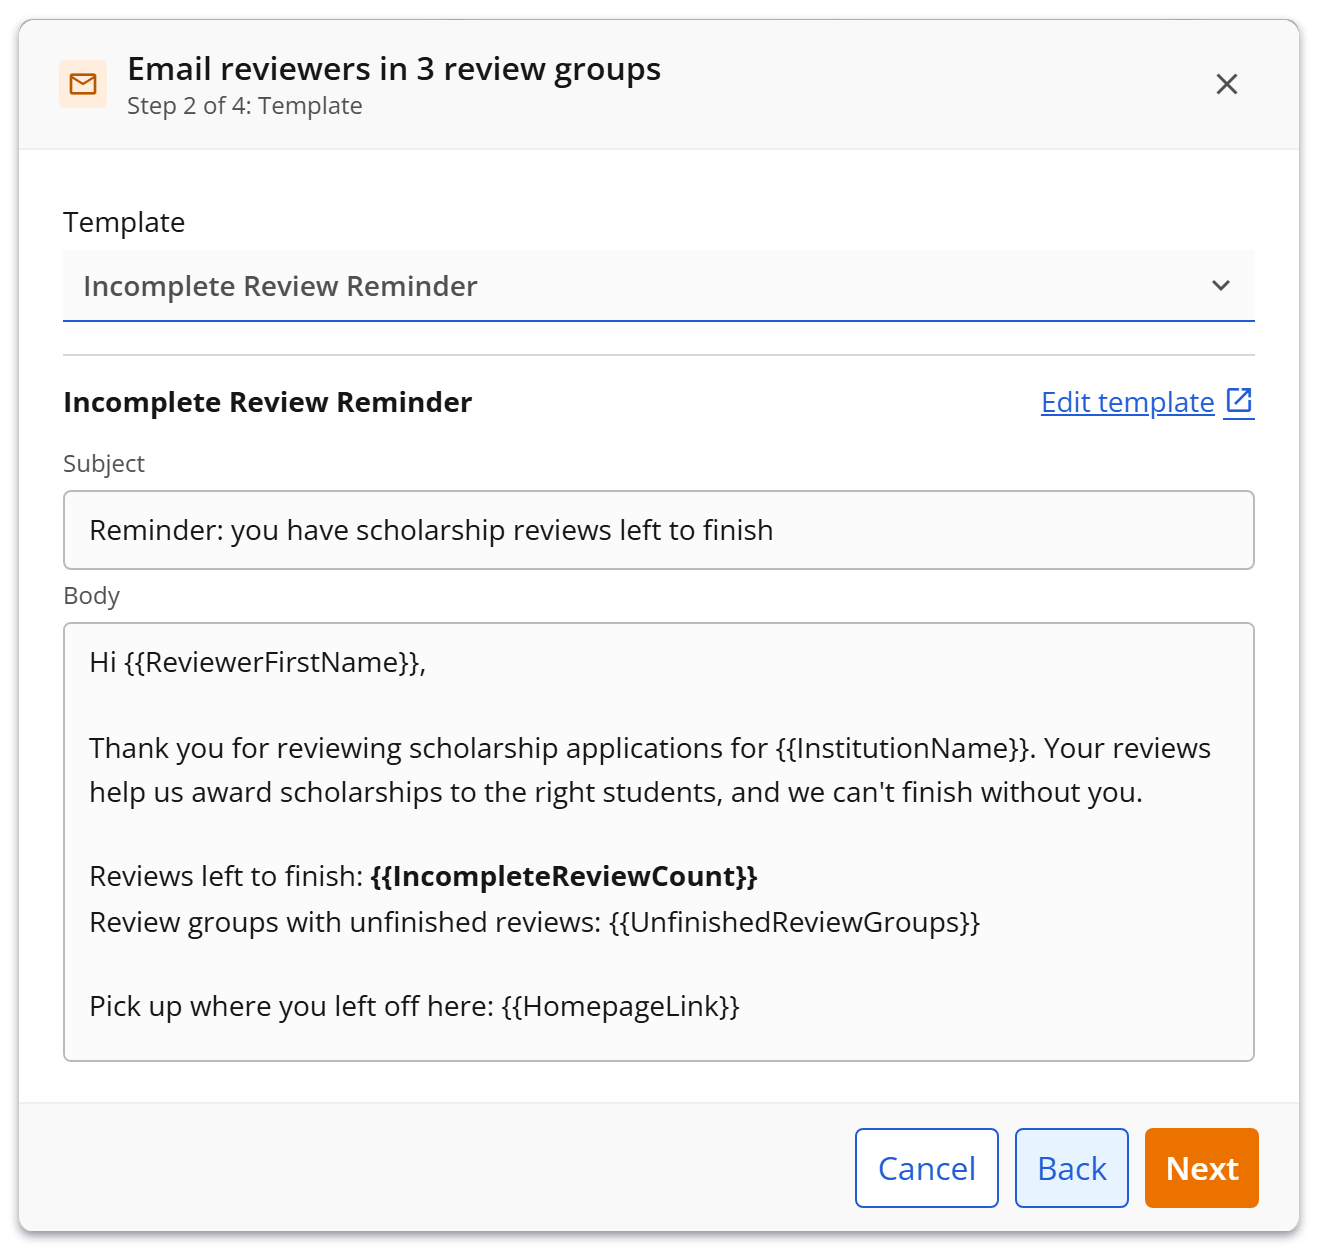 Email reviewers in 3 review groups
Step 2 of 4: Template
Template
Incomplete Review Reminder
Incomplete Review Reminder
Edit template
Subject
Reminder: you have scholarship reviews left to finish
Body
Hi {{ReviewerFirstName}},
Thank you for reviewing scholarship applications for {{InstitutionName}}. Your reviews
help us award scholarships to the right students, and we can't finish without you.
Reviews left to finish: {{IncompleteReviewCount}}
Review groups with unfinished reviews: {{UnfinishedReviewGroups}}
Pick up where you left off here: {{HomepageLink}}
Cancel
Back
Next